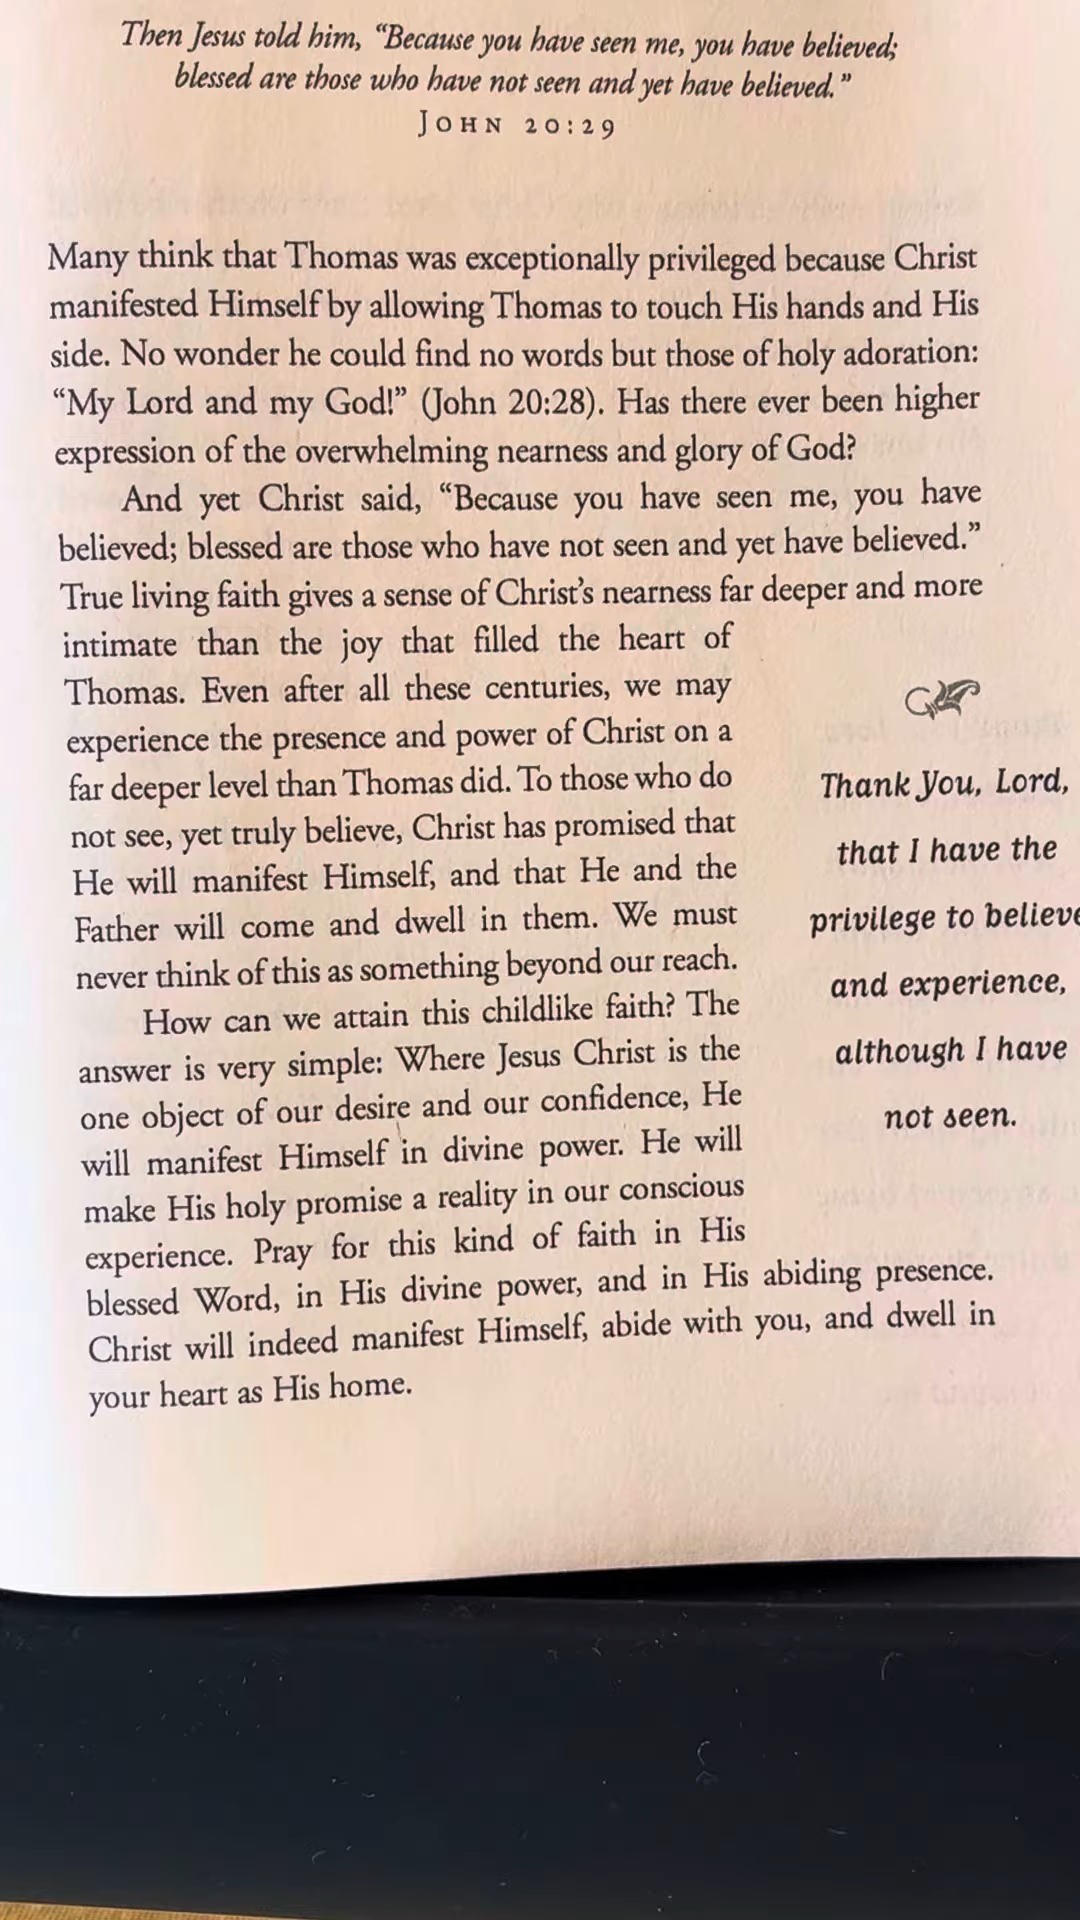 Then Jesus told him, “Because you have seen me, you have believed;
blessed are those who have not seen and yet have believed.”
JOHN 20:29
Many think that Thomas was exceptionally privileged because Christ
manifested Himself by allowing Thomas to touch His hands and His
side. No wonder he could find no words but those of holy adoration:
“My Lord and my God!” (John 20:28). Has there ever been higher
expression of the overwhelming nearness and glory of God?
And yet Christ said, “Because you have seen me, you have
believed; blessed are those who have not seen and yet have believed.”
True living faith gives a sense of Christ’s nearness far deeper and more
intimate than the joy that filled the heart of
Thomas. Even after all these centuries, we may
experience the presence and power of Christ on a
far deeper level than Thomas did. To those who do
not see, yet truly believe, Christ has promised that
He will manifest Himself, and that He and the
Father will come and dwell in them. We must
never think of this as something beyond our reach.
How can we attain this childlike faith? The
answer is very simple: Where Jesus Christ is the
one object of our desire and our confidence, He
will manifest Himself in divine power. He will
make His holy promise a reality in our conscious
experience. Pray for this kind of faith in His
blessed Word, in His divine power, and in His abiding presence.
Christ will indeed manifest Himself, abide with you, and dwell in
your heart as His home.
Thank You, Lord,
that I have the
privilege to believe
and experience,
although I have
not seen.